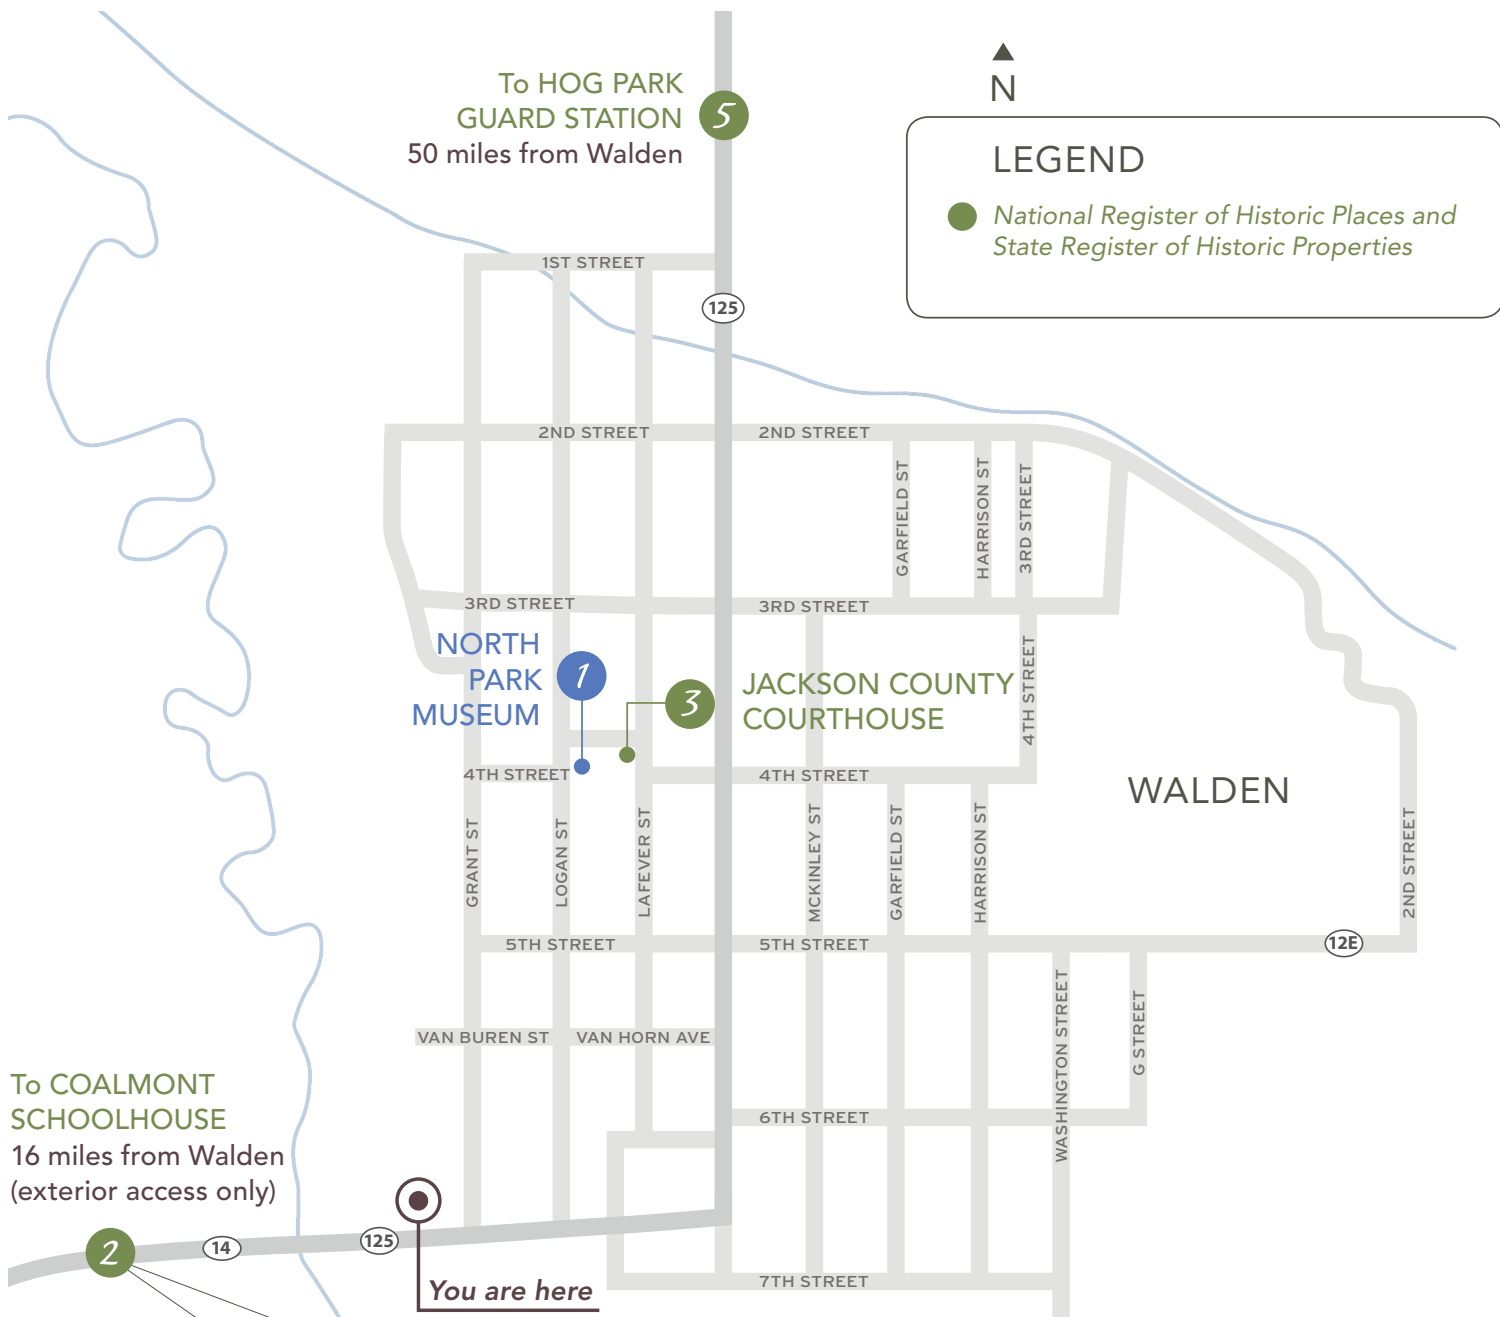 To HOG PARK
GUARD STATION
50 miles from Walden
5
N
LEGEND
National Register of Historic Places and
State Register of Historic Properties
1ST STREET
125
2ND STREET
2ND STREET
GARFIELD ST
HARRISON ST
3RD STREET
3RD STREET
3RD STREET
NORTH
PARK
MUSEUM
1
3
JACKSON COUNTY
COURTHOUSE
4TH STREET
4TH STREET
4TH STREET
WALDEN
GRANT ST
LOGAN ST
LAFEVER ST
MCKINLEY ST
GARFIELD ST
HARRISON ST
2ND STREET
5TH STREET
5TH STREET
12E
VAN BUREN ST
VAN HORN AVE
WASHINGTON STREET
G STREET
6TH STREET
To COALMONT
SCHOOLHOUSE
16 miles from Walden
(exterior access only)
2
14
125
You are here
7TH STREET